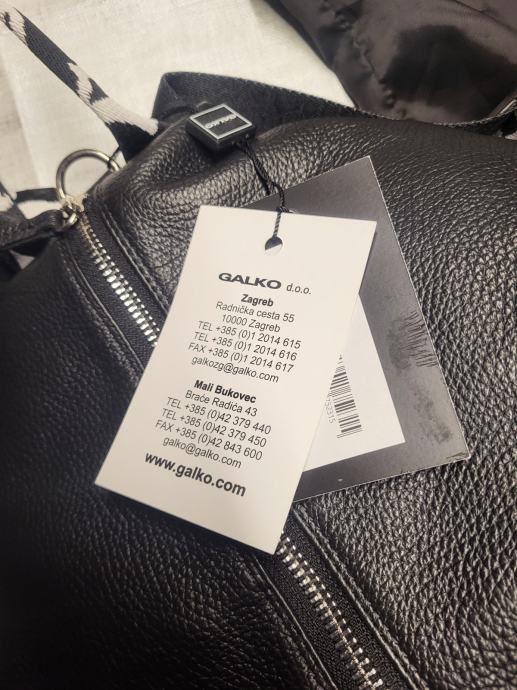 GALKO
GALKO d.o.o.
Zagreb
Radnička cesta 55
10000 Zagreb
TEL +385 (0)1 2014 615
TEL +385 (0)1 2014 616
FAX +385 (0)1 2014 617
galkozg@galko.com
Mali Bukovec
Braće Radića 43
TEL +385 (0)42 379 440
TEL +385 (0)42 379 450
FAX +385 (0)42 843 600
galko@galko.com
www.galko.com